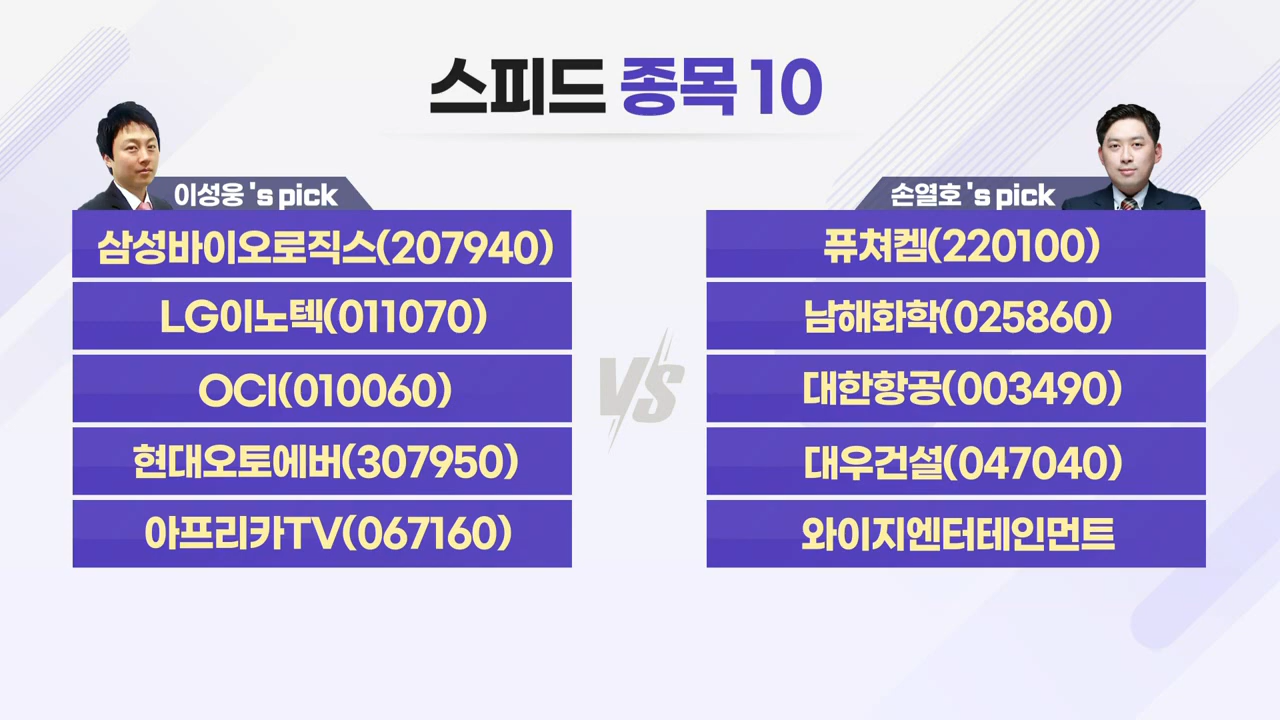 스피드 종목 10
이성웅 's pick
삼성바이오로직스(207940)
LG이노텍(011070)
OCI(010060)
현대오토에버(307950)
아프리카TV(067160)
VS
손열호 's pick
퓨쳐켐(220100)
남해화학(025860)
대한항공(003490)
대우건설(047040)
와이지엔터테인먼트